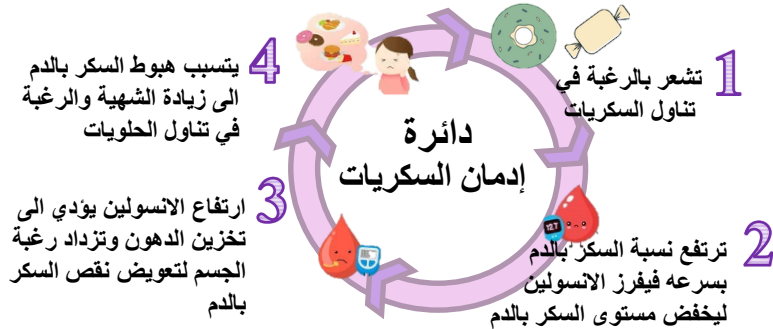 دائرة
إدمان السكريات
1
تشعر بالرغبة في
تناول السكريات
2
ترتفع نسبة السكر بالدم
بسرعه فيفرز الانسولين
ليخفض مستوى السكر بالدم
12.7
3
ارتفاع الانسولين يؤدي الى
تخزين الدهون وتزداد رغبة
الجسم لتعويض نقص السكر
بالدم
4
يتسبب هبوط السكر بالدم
الى زيادة الشهية والرغبة
في تناول الحلويات